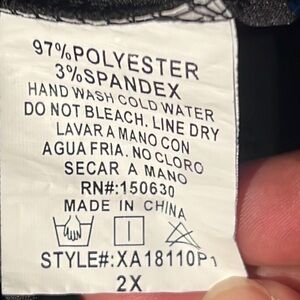 97%POLYESTER
3%SPANDEX
HAND WASH COLD WATER
DO NOT BLEACH. LINE DRY
LAVAR A MANO CON
AGUA FRIA. NO CLORO
SECAR A MANO
RN#:150630
MADE IN CHINA
STYLE#:XA18110P1
2X